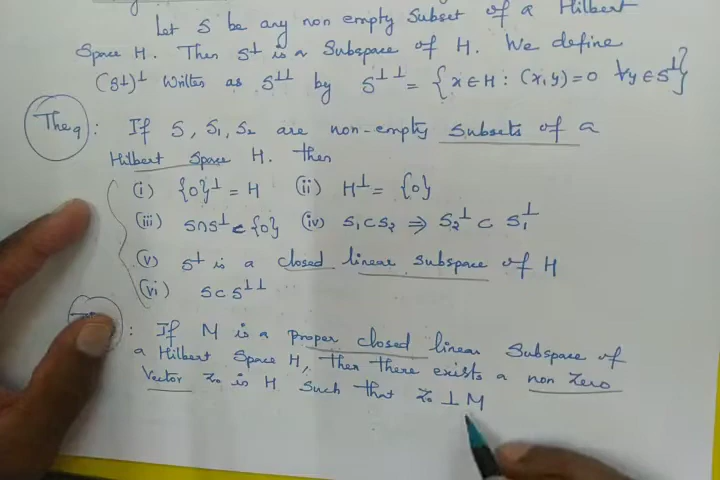 Let S be any non empty Subset of a Hilbert
Space H. Then S⊥ is a Subspace of H. We define
(S⊥)⊥ Written as S⊥⊥ by S⊥⊥ = {x ∈ H : (x,y) = 0 ∀y ∈ S⊥}
The 9: If S, S₁, S₂ are non-empty Subsets of a
Hilbert Space H. then
(i) {0}⊥ = H (ii) H⊥ = {0}
(iii) S∩S⊥ ⊂ {0} (iv) S₁ ⊂ S₂ ⇒ S₂⊥ ⊂ S₁⊥
(v) S⊥ is a closed linear subspace of H
(vi) S ⊂ S⊥⊥
: If M is a proper closed linear Subspace of
a Hilbert Space H, Then there exists a non Zero
Vector Z₀ in H Such that Z₀ ⊥ M